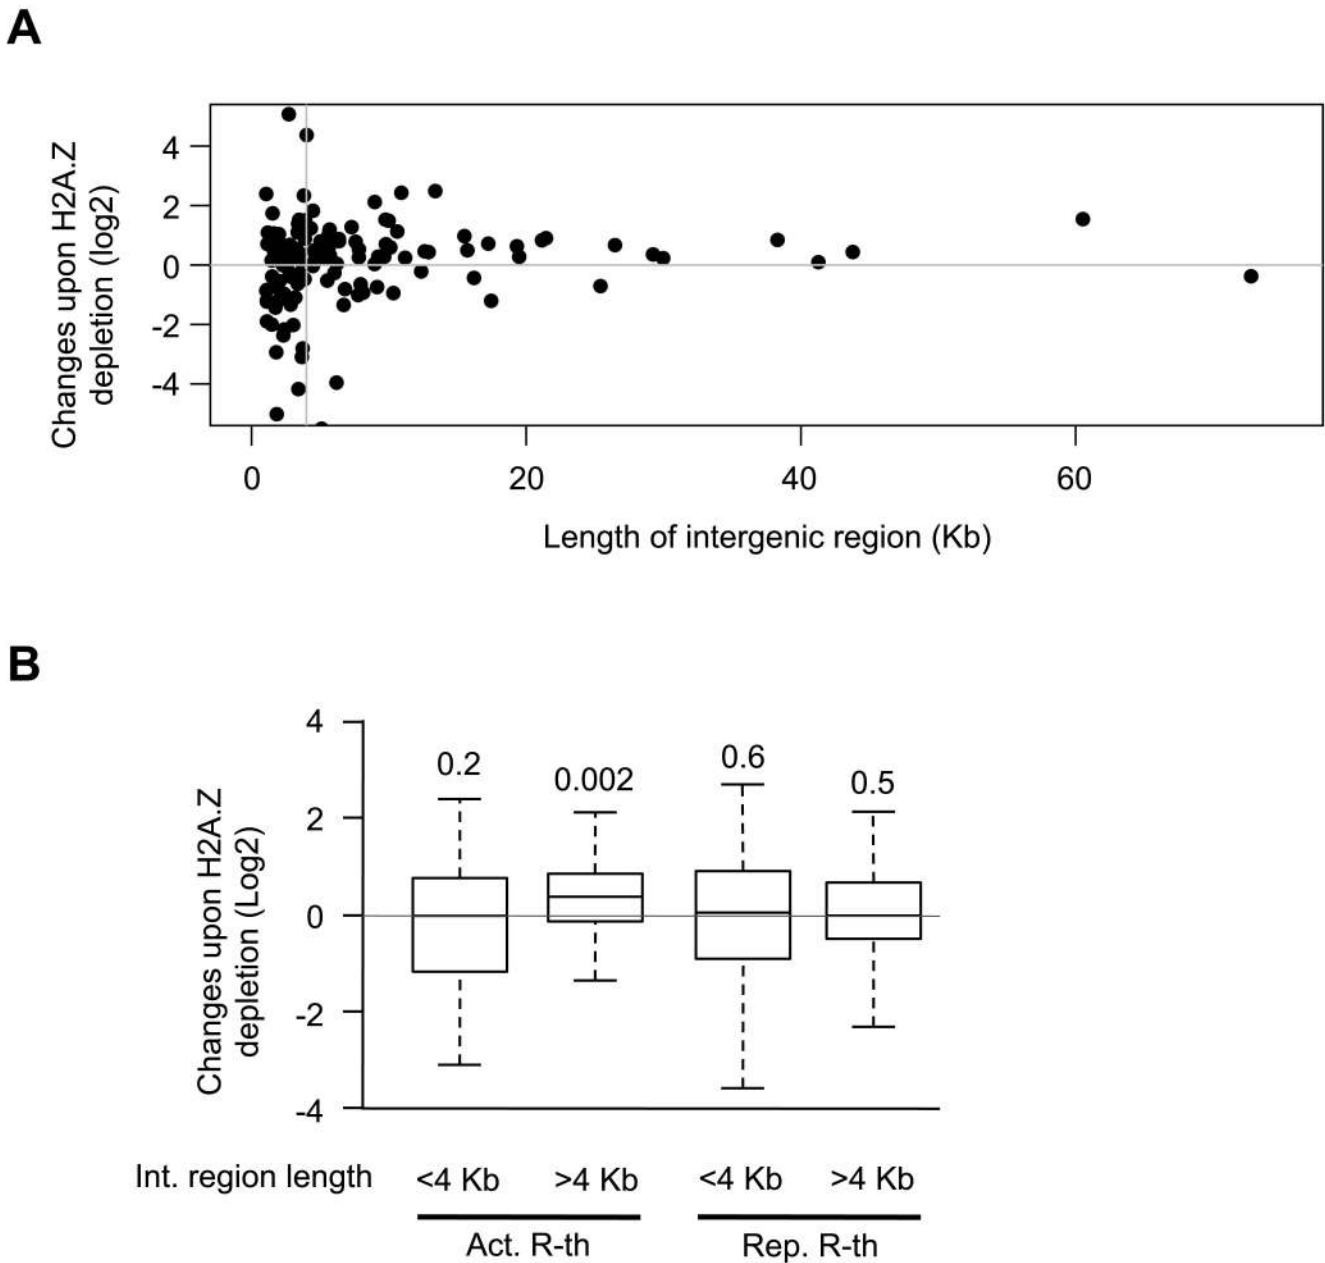 A
Changes upon H2A.Z
depletion (log2)
4
2
0
-2
-4
0 20 40 60
Length of intergenic region (Kb)
B
Changes upon H2A.Z
depletion (Log2)
4
2
0
-2
-4
0.2 0.002 0.6 0.5
Int. region length <4 Kb >4 Kb <4 Kb >4 Kb
Act. R-th Rep. R-th